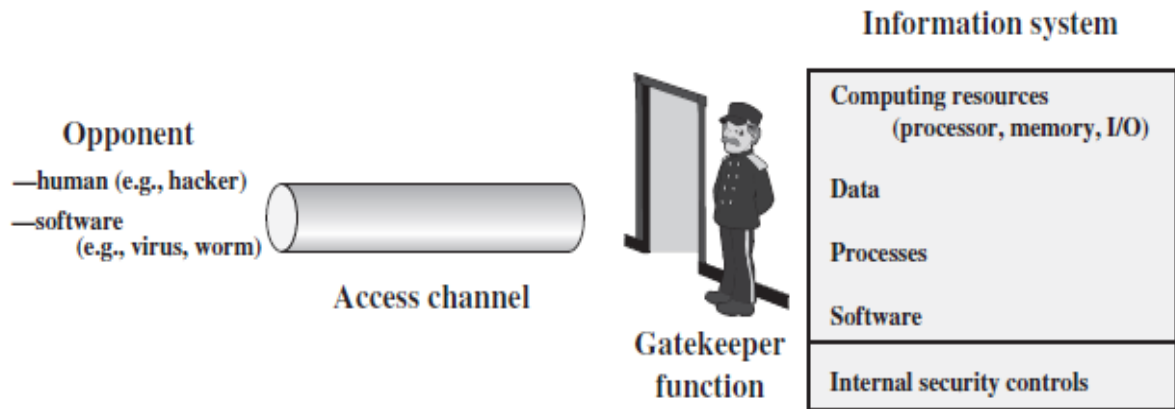 Information system
Opponent
—human (e.g., hacker)
—software
(e.g., virus, worm)
Access channel
Gatekeeper
function
Computing resources
(processor, memory, I/O)
Data
Processes
Software
Internal security controls